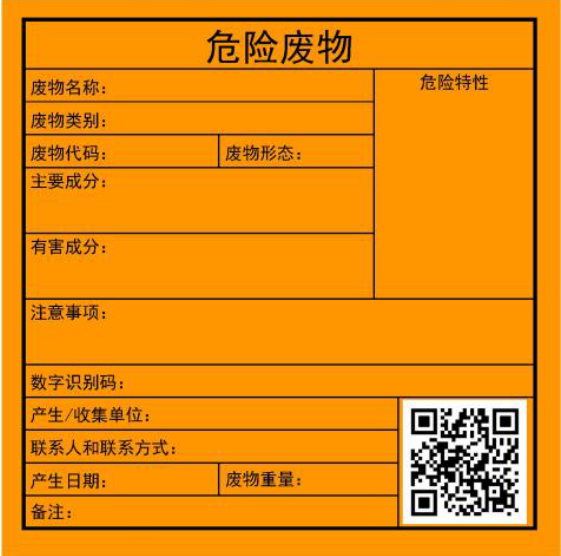 危险废物
废物名称：
危险特性
废物类别：
废物代码：
废物形态：
主要成分：
有害成分：
注意事项：
数字识别码：
产生/收集单位：
联系人和联系方式：
产生日期：
废物重量：
备注：